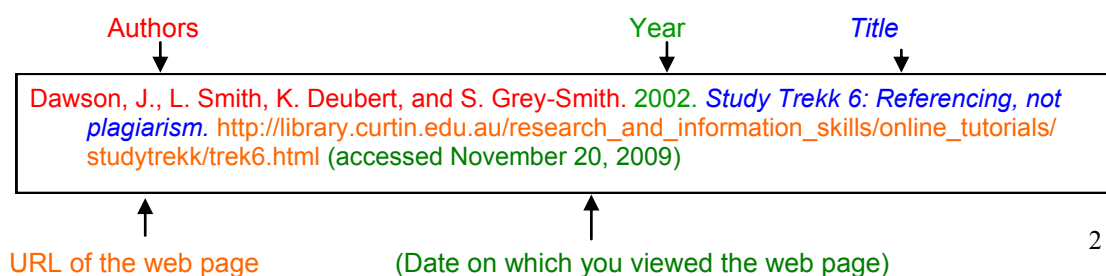 Authors Year Title
Dawson, J., L. Smith, K. Deubert, and S. Grey-Smith. 2002. Study Trekk 6: Referencing, not
plagiarism. http://library.curtin.edu.au/research_and_information_skills/online_tutorials/
studytrekk/trek6.html (accessed November 20, 2009)
2
URL of the web page (Date on which you viewed the web page)